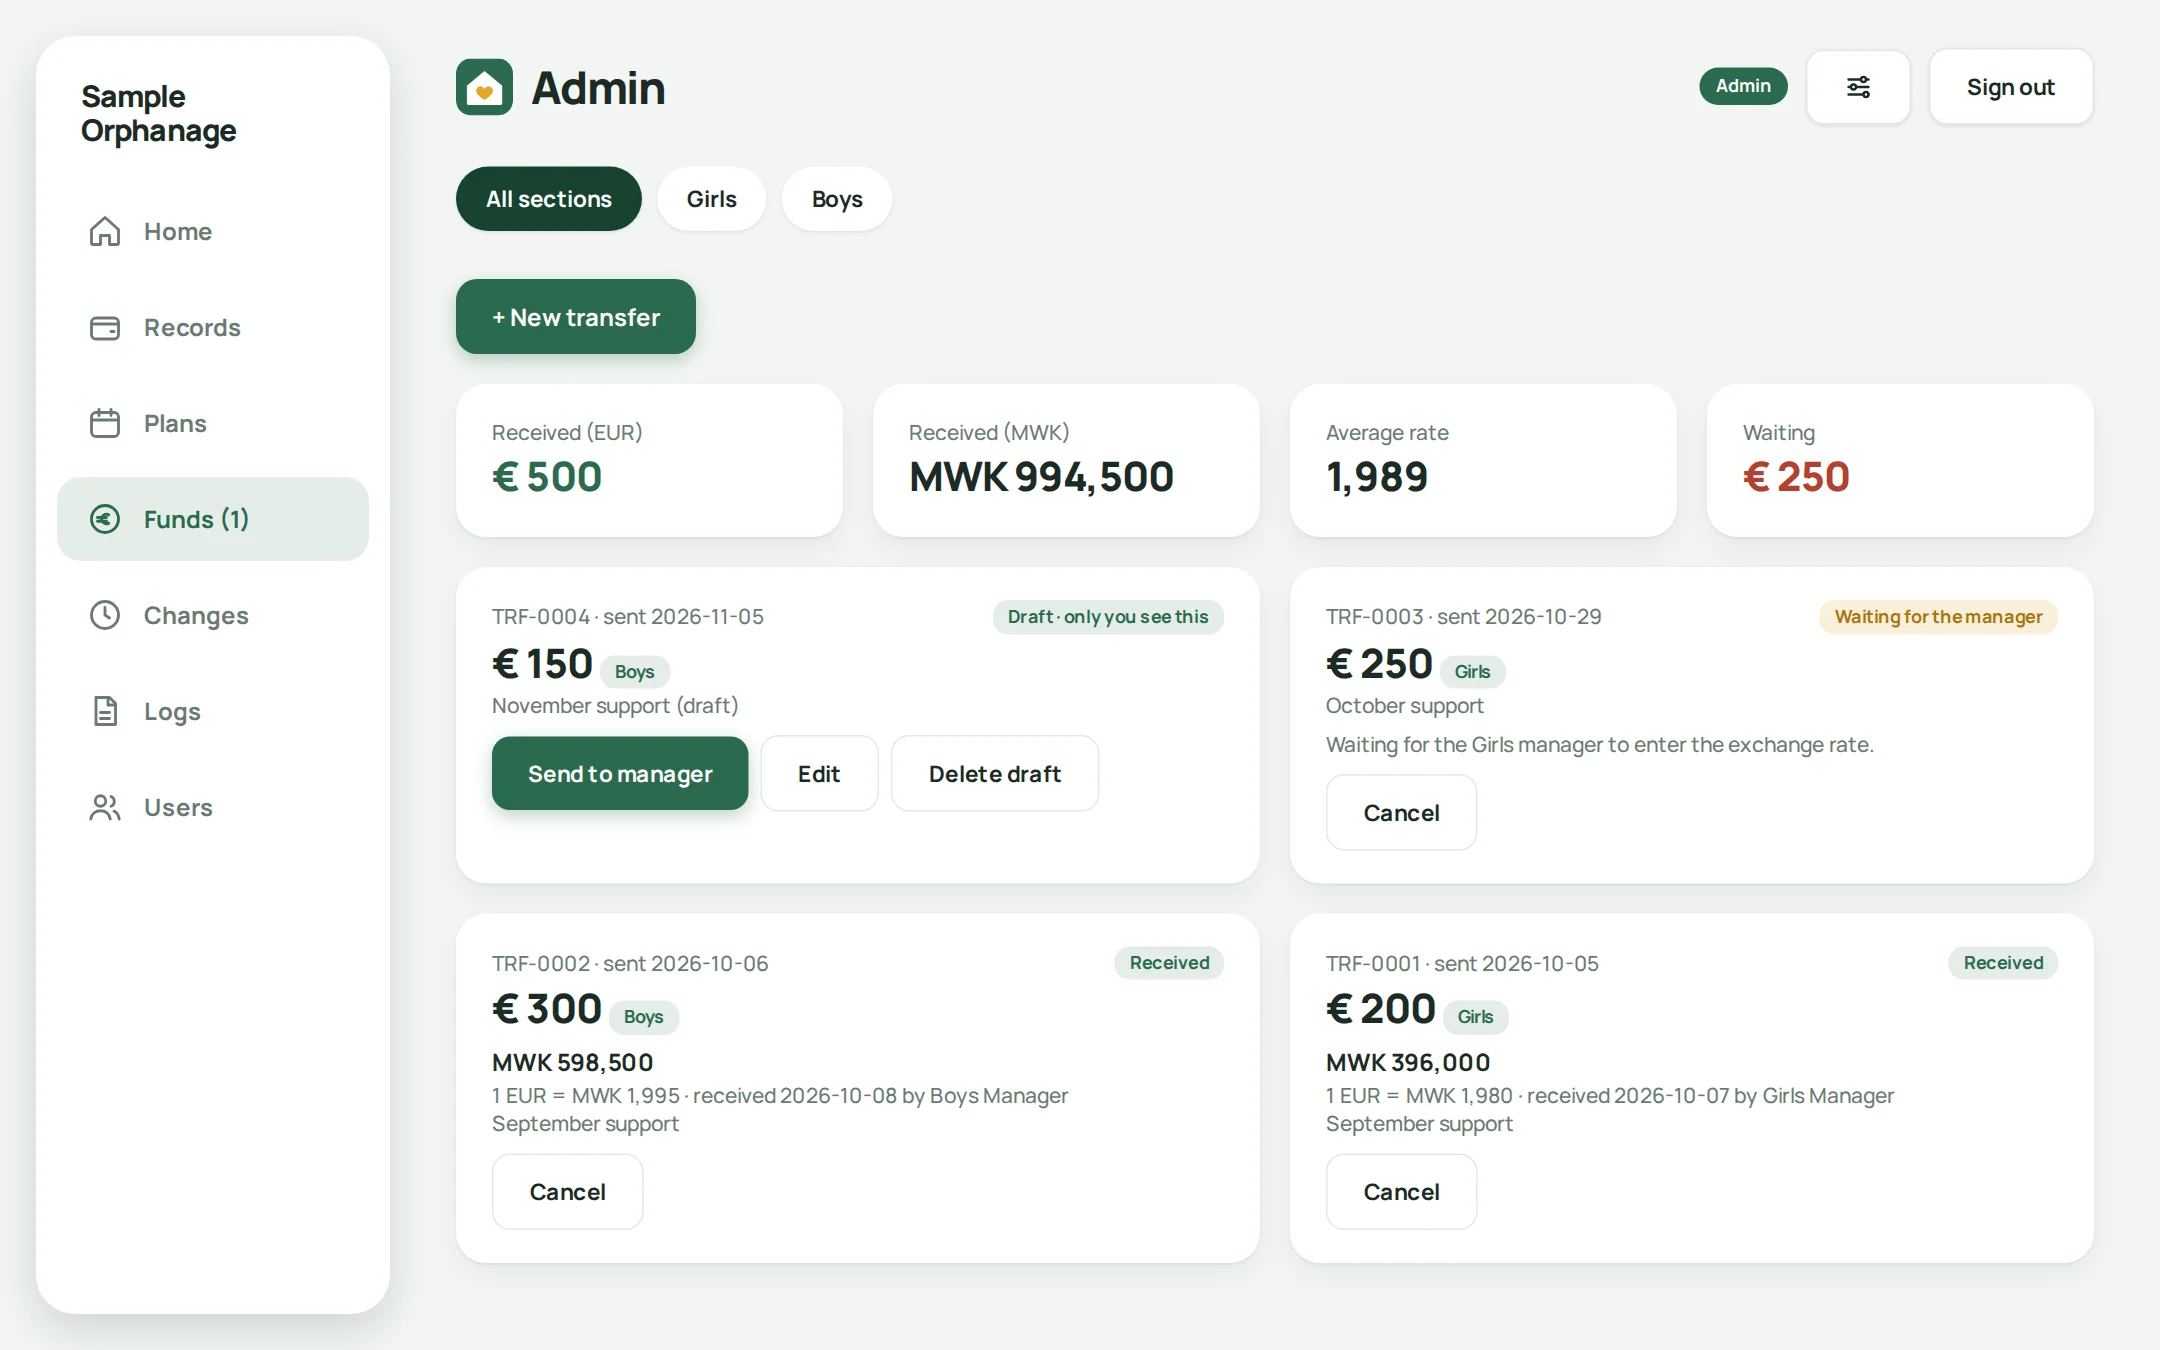 Sample
Orphanage
Home
Records
Plans
Funds (1)
Changes
Logs
Users
Admin
Admin
Sign out
All sections
Girls
Boys
+ New transfer
Received (EUR)
€ 500
Received (MWK)
MWK 994,500
Average rate
1,989
Waiting
€ 250
TRF-0004 · sent 2026-11-05
Draft · only you see this
€ 150 Boys
November support (draft)
Send to manager
Edit
Delete draft
TRF-0003 · sent 2026-10-29
Waiting for the manager
€ 250 Girls
October support
Waiting for the Girls manager to enter the exchange rate.
Cancel
TRF-0002 · sent 2026-10-06
Received
€ 300 Boys
MWK 598,500
1 EUR = MWK 1,995 · received 2026-10-08 by Boys Manager
September support
Cancel
TRF-0001 · sent 2026-10-05
Received
€ 200 Girls
MWK 396,000
1 EUR = MWK 1,980 · received 2026-10-07 by Girls Manager
September support
Cancel